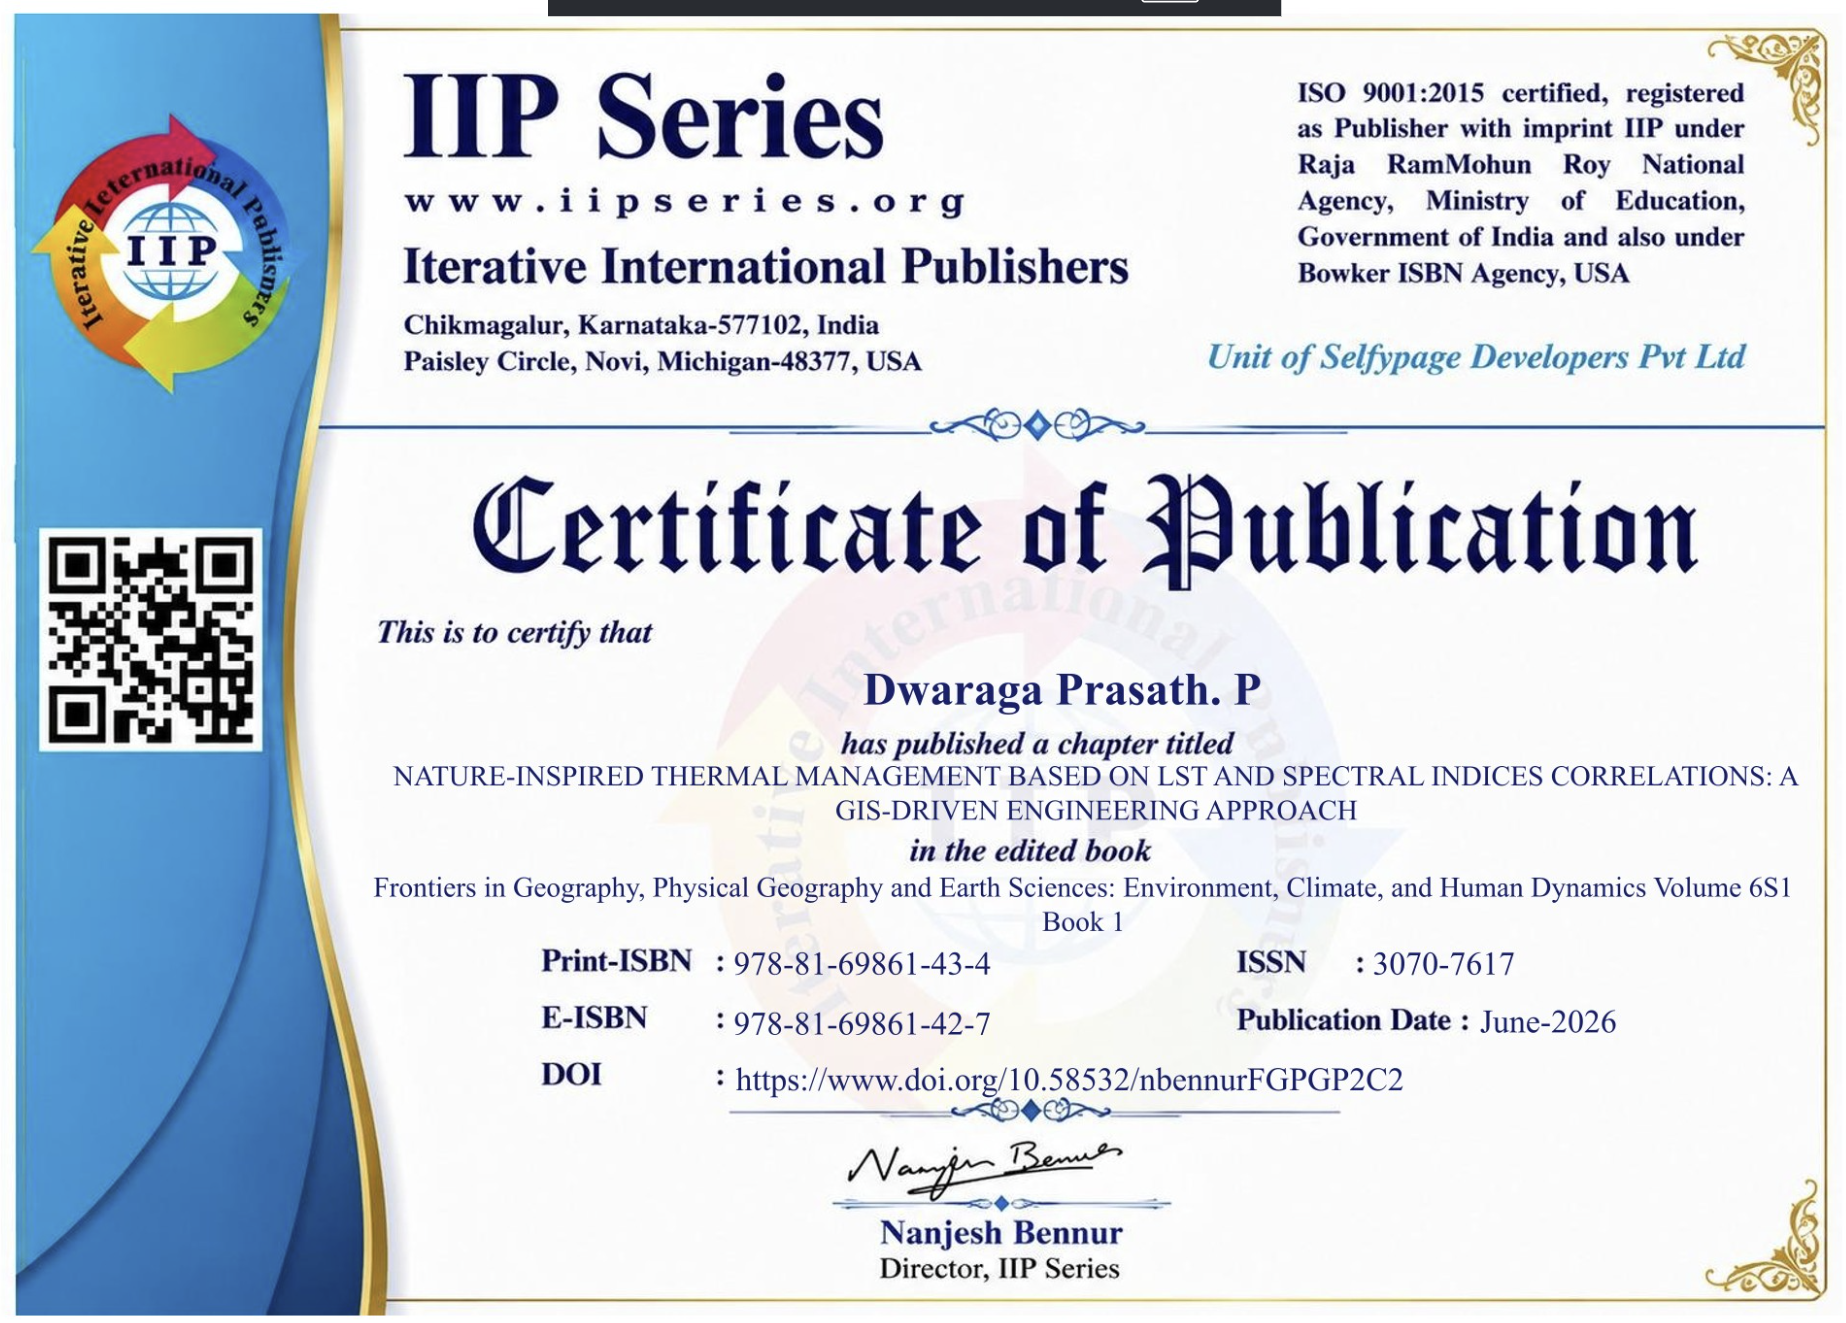 IIP Series
www.iipseries.org
Iterative International Publishers
Chikmagalur, Karnataka-577102, India
Paisley Circle, Novi, Michigan-48377, USA
ISO 9001:2015 certified, registered
as Publisher with imprint IIP under
Raja RamMohun Roy National
Agency, Ministry of Education,
Government of India and also under
Bowker ISBN Agency, USA
Unit of Selfypage Developers Pvt Ltd
Iterative Ieternational Pablisners
IIP
Certificate of Publication
This is to certify that
Dwaraga Prasath. P
has published a chapter titled
NATURE-INSPIRED THERMAL MANAGEMENT BASED ON LST AND SPECTRAL INDICES CORRELATIONS: A
GIS-DRIVEN ENGINEERING APPROACH
in the edited book
Frontiers in Geography, Physical Geography and Earth Sciences: Environment, Climate, and Human Dynamics Volume 6S1
Book 1
Print-ISBN : 978-81-69861-43-4
ISSN : 3070-7617
E-ISBN : 978-81-69861-42-7
Publication Date : June-2026
DOI : https://www.doi.org/10.58532/nbennurFGPGP2C2
Nanjesh Bennur
Nanjesh Bennur
Director, IIP Series